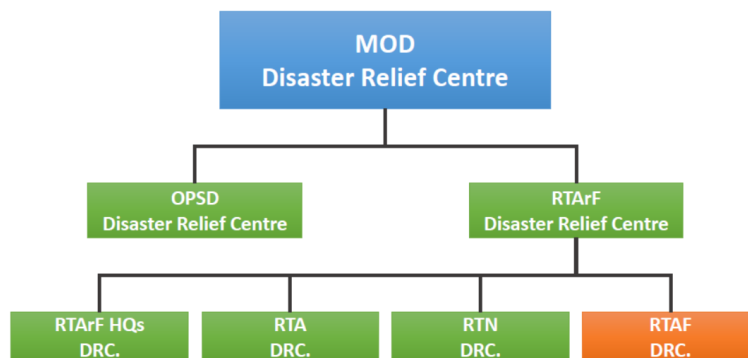 MOD
Disaster Relief Centre
OPSD
Disaster Relief Centre
RTArF
Disaster Relief Centre
RTArF HQs
DRC.
RTA
DRC.
RTN
DRC.
RTAF
DRC.